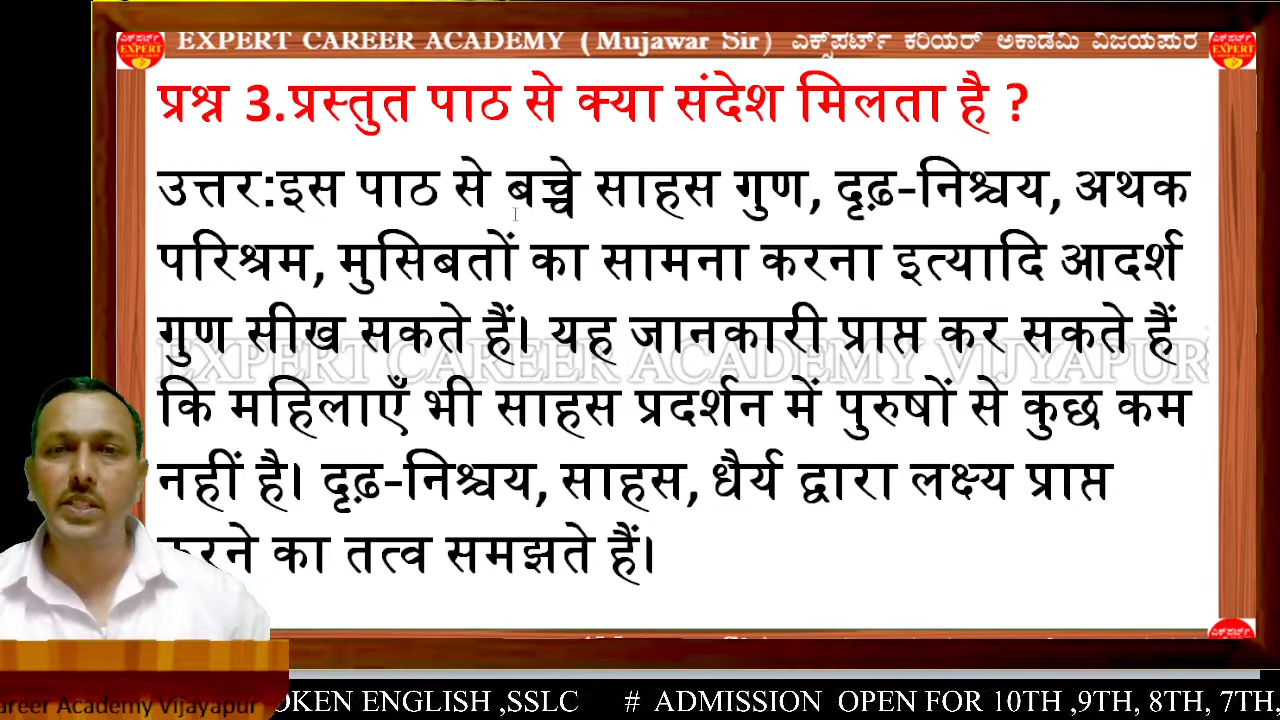 EXPERT CAREER ACADEMY (Mujawar Sir) ಎಕ್ಸ್‌ಪರ್ಟ್ ಕರಿಯರ್ ಅಕಾಡೆಮಿ ವಿಜಯಪುರ
EXPERT
EXPERT
प्रश्न 3.प्रस्तुत पाठ से क्या संदेश मिलता है ?
उत्तर:इस पाठ से बच्चे साहस गुण, दृढ़-निश्चय, अथक
परिश्रम, मुसिबतों का सामना करना इत्यादि आदर्श
गुण सीख सकते हैं। यह जानकारी प्राप्त कर सकते हैं
EXPERT CAREER ACADEMY VIJYAPUR
कि महिलाएँ भी साहस प्रदर्शन में पुरुषों से कुछ कम
नहीं है। दृढ़-निश्चय, साहस, धैर्य द्वारा लक्ष्य प्राप्त
करने का तत्व समझते हैं।
areer Academy Vijayapur
OKEN ENGLISH ,SSLC # ADMISSION OPEN FOR 10TH ,9TH, 8TH, 7TH,